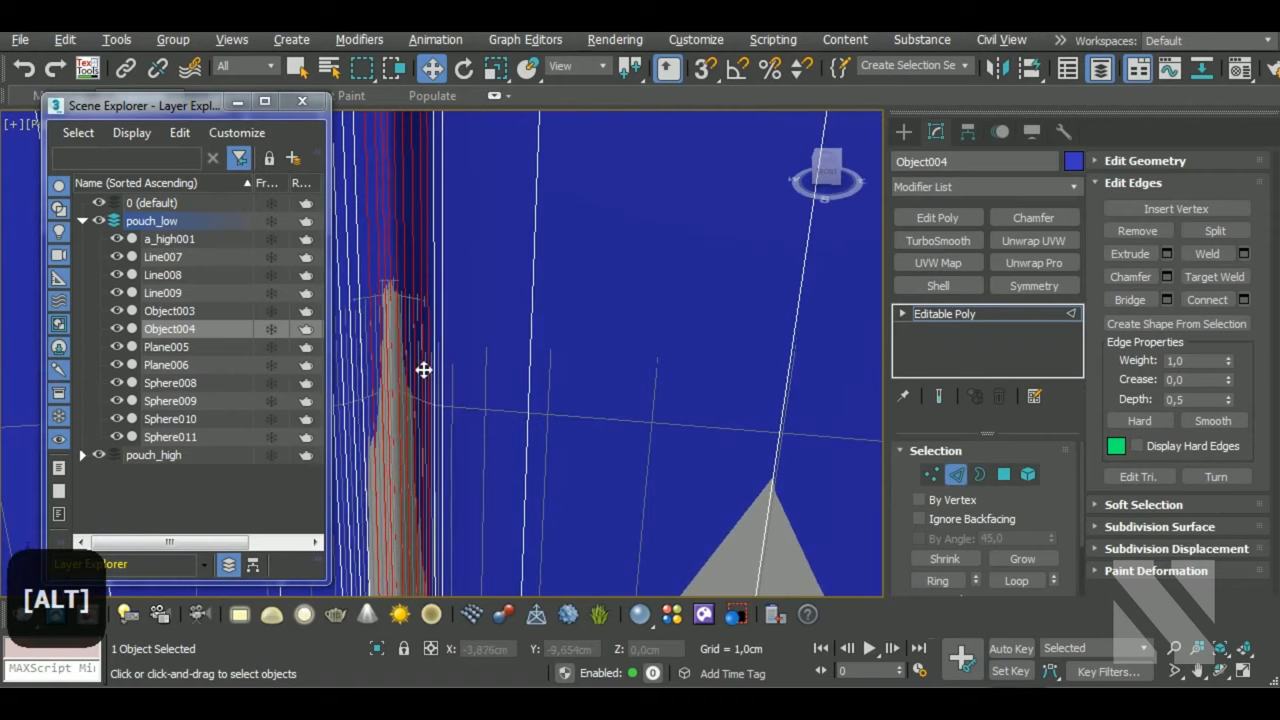 File Edit Tools Group Views Create Modifiers Animation Graph Editors Rendering Customize Scripting Content Substance Civil View Workspaces: Default
All View Create Selection Se
Paint Populate
Scene Explorer - Layer Expl...
Select Display Edit Customize
Name (Sorted Ascending) Fr... R...
0 (default)
pouch_low
a_high001
Line007
Line008
Line009
Object003
Object004
Plane005
Plane006
Sphere008
Sphere009
Sphere010
Sphere011
pouch_high
Layer Explorer
[ALT]
FRONT
Object004
Modifier List
Edit Poly Chamfer
TurboSmooth Unwrap UVW
UVW Map Unwrap Pro
Shell Symmetry
Editable Poly
Selection
By Vertex
Ignore Backfacing
By Angle: 45,0
Shrink Grow
Ring Loop
Edit Geometry
Edit Edges
Insert Vertex
Remove Split
Extrude Weld
Chamfer Target Weld
Bridge Connect
Create Shape From Selection
Edge Properties
Weight: 1,0
Crease: 0,0
Depth: 0,5
Hard Smooth
Display Hard Edges
Edit Tri. Turn
Soft Selection
Subdivision Surface
Subdivision Displacement
Paint Deformation
MAXScript Mi
1 Object Selected X: -3,876cm Y: -9,654cm Z: 0,0cm Grid = 1,0cm
Click or click-and-drag to select objects Enabled: 0 Add Time Tag
0
Auto Key Selected
Set Key Key Filters...